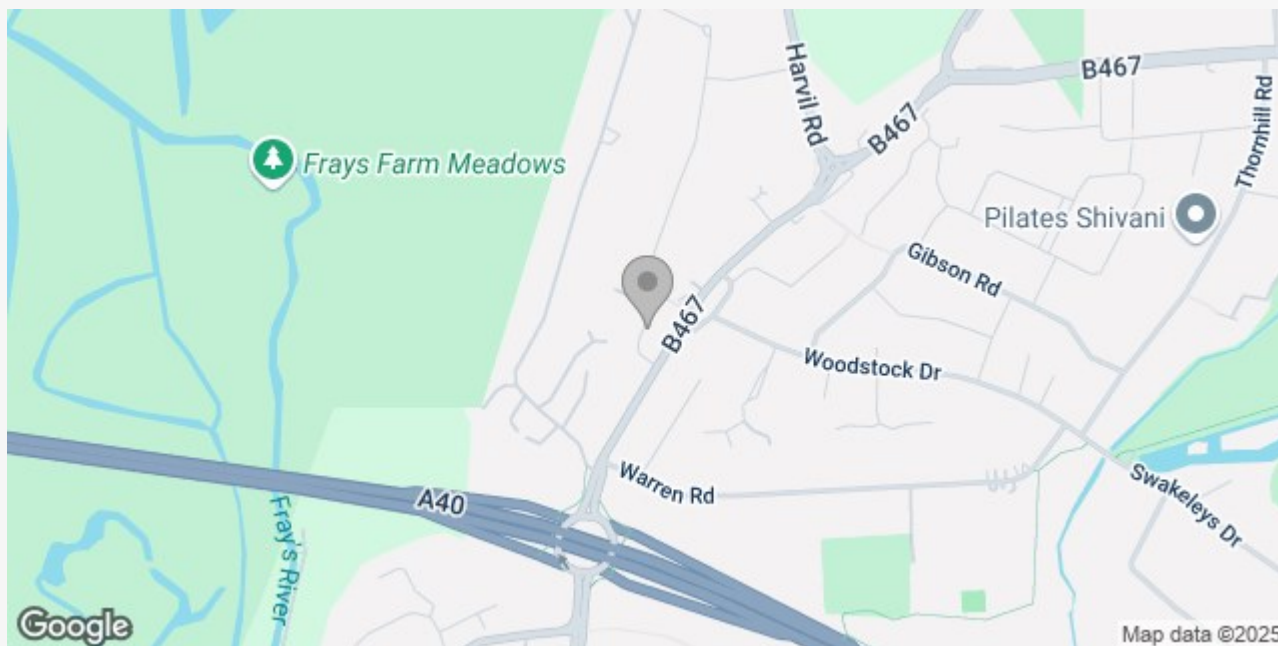 Harvil Rd
B467
B467
Thornhill Rd
Frays Farm Meadows
Pilates Shivani
Gibson Rd
B467
Woodstock Dr
Warren Rd
Swakeleys Dr
A40
Fray's River
Google
Map data ©2025